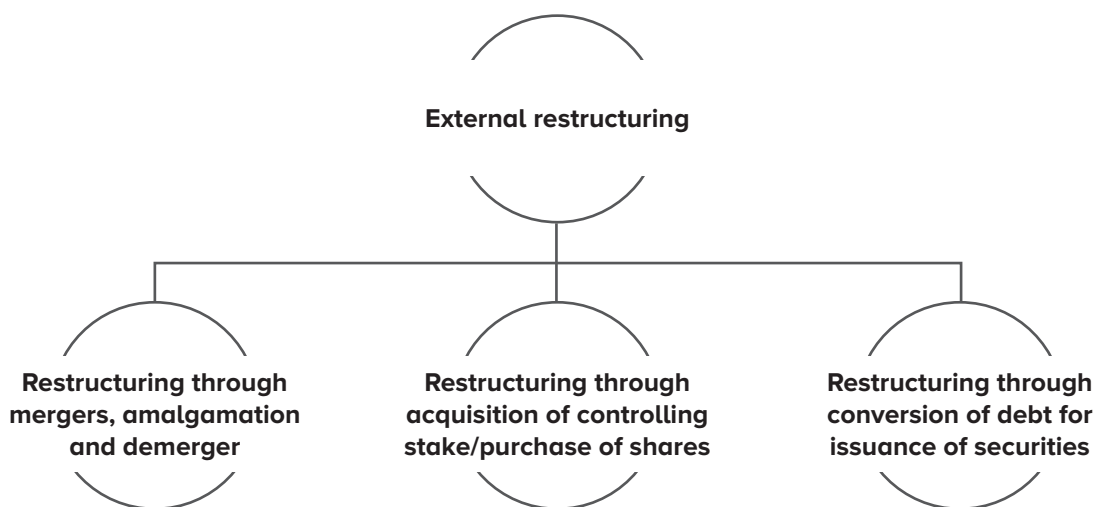 External restructuring
Restructuring through
mergers, amalgamation
and demerger
Restructuring through
acquisition of controlling
stake/purchase of shares
Restructuring through
conversion of debt for
issuance of securities